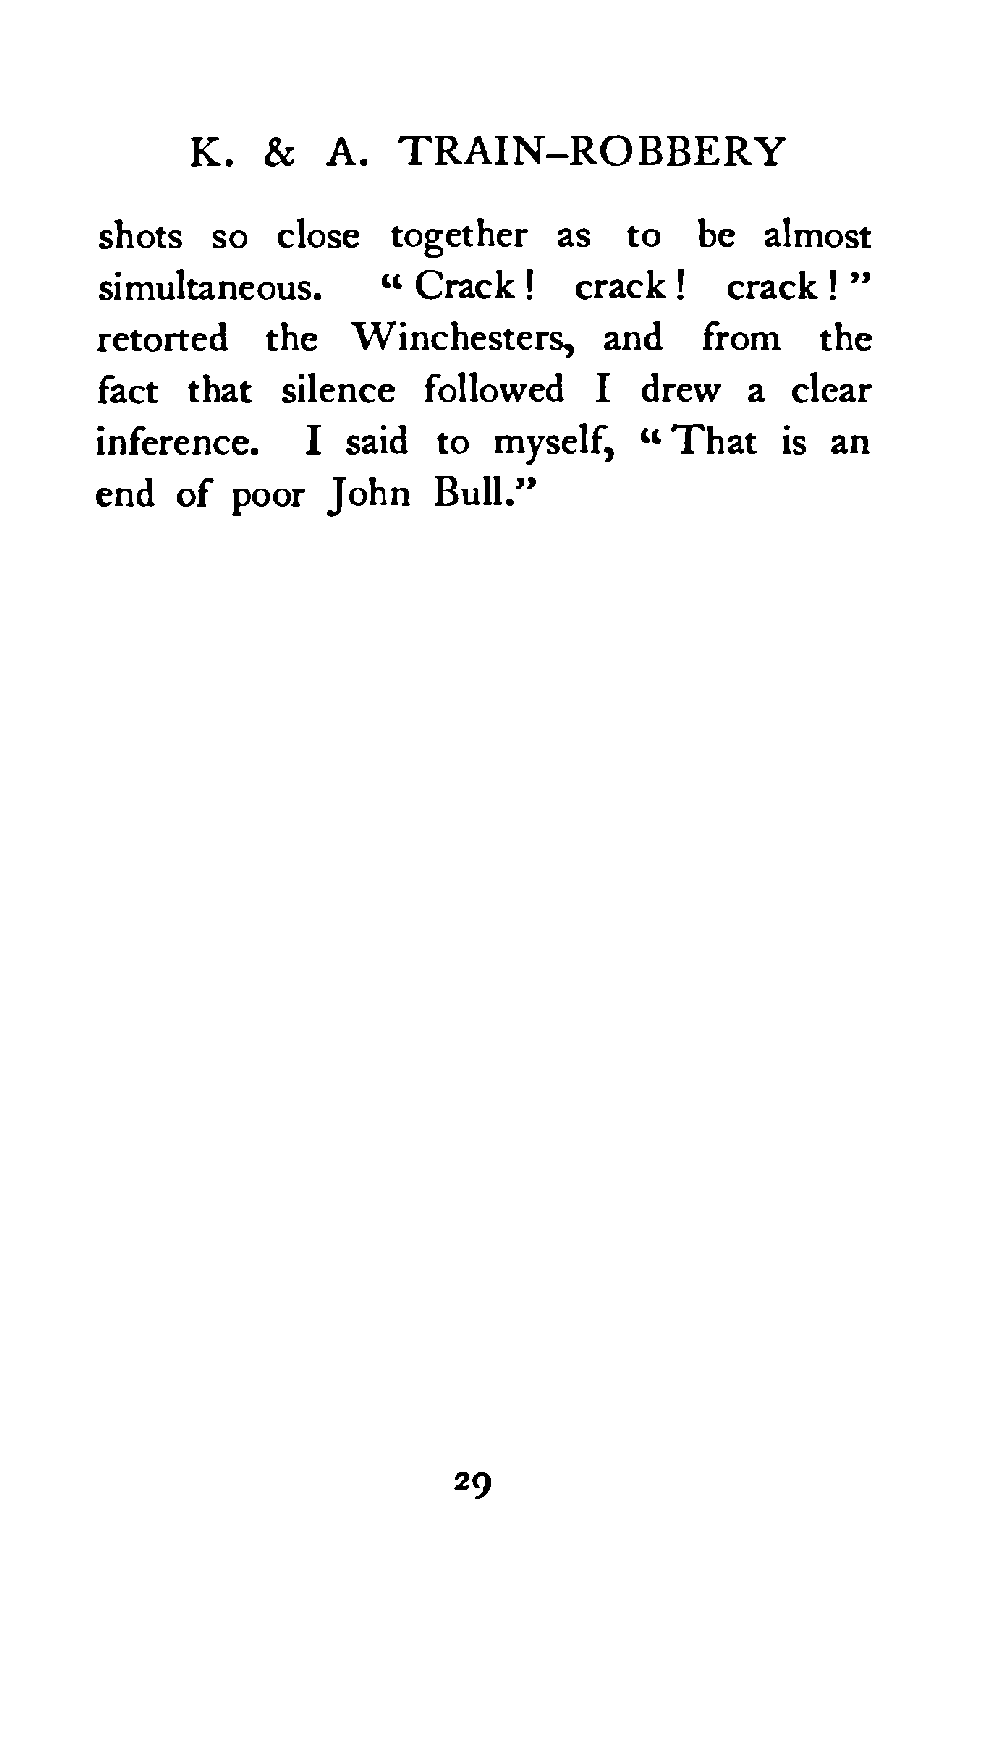 K. & A. TRAIN-ROBBERY
shots so close together as to be almost
simultaneous. “ Crack ! crack ! crack ! ”
retorted the Winchesters, and from the
fact that silence followed I drew a clear
inference. I said to myself, “ That is an
end of poor John Bull.”
29